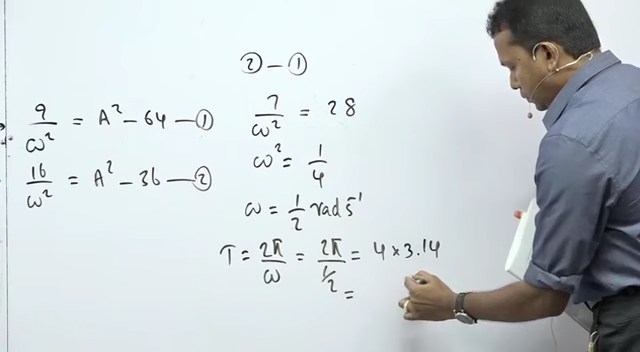 ② – ①
9/ω² = A² – 64 — ①
16/ω² = A² – 36 — ②
7/ω² = 28
ω² = 1/4
ω = 1/2 rad s⁻¹
T = 2π/ω = 2π/(1/2) = 4 × 3.14
=